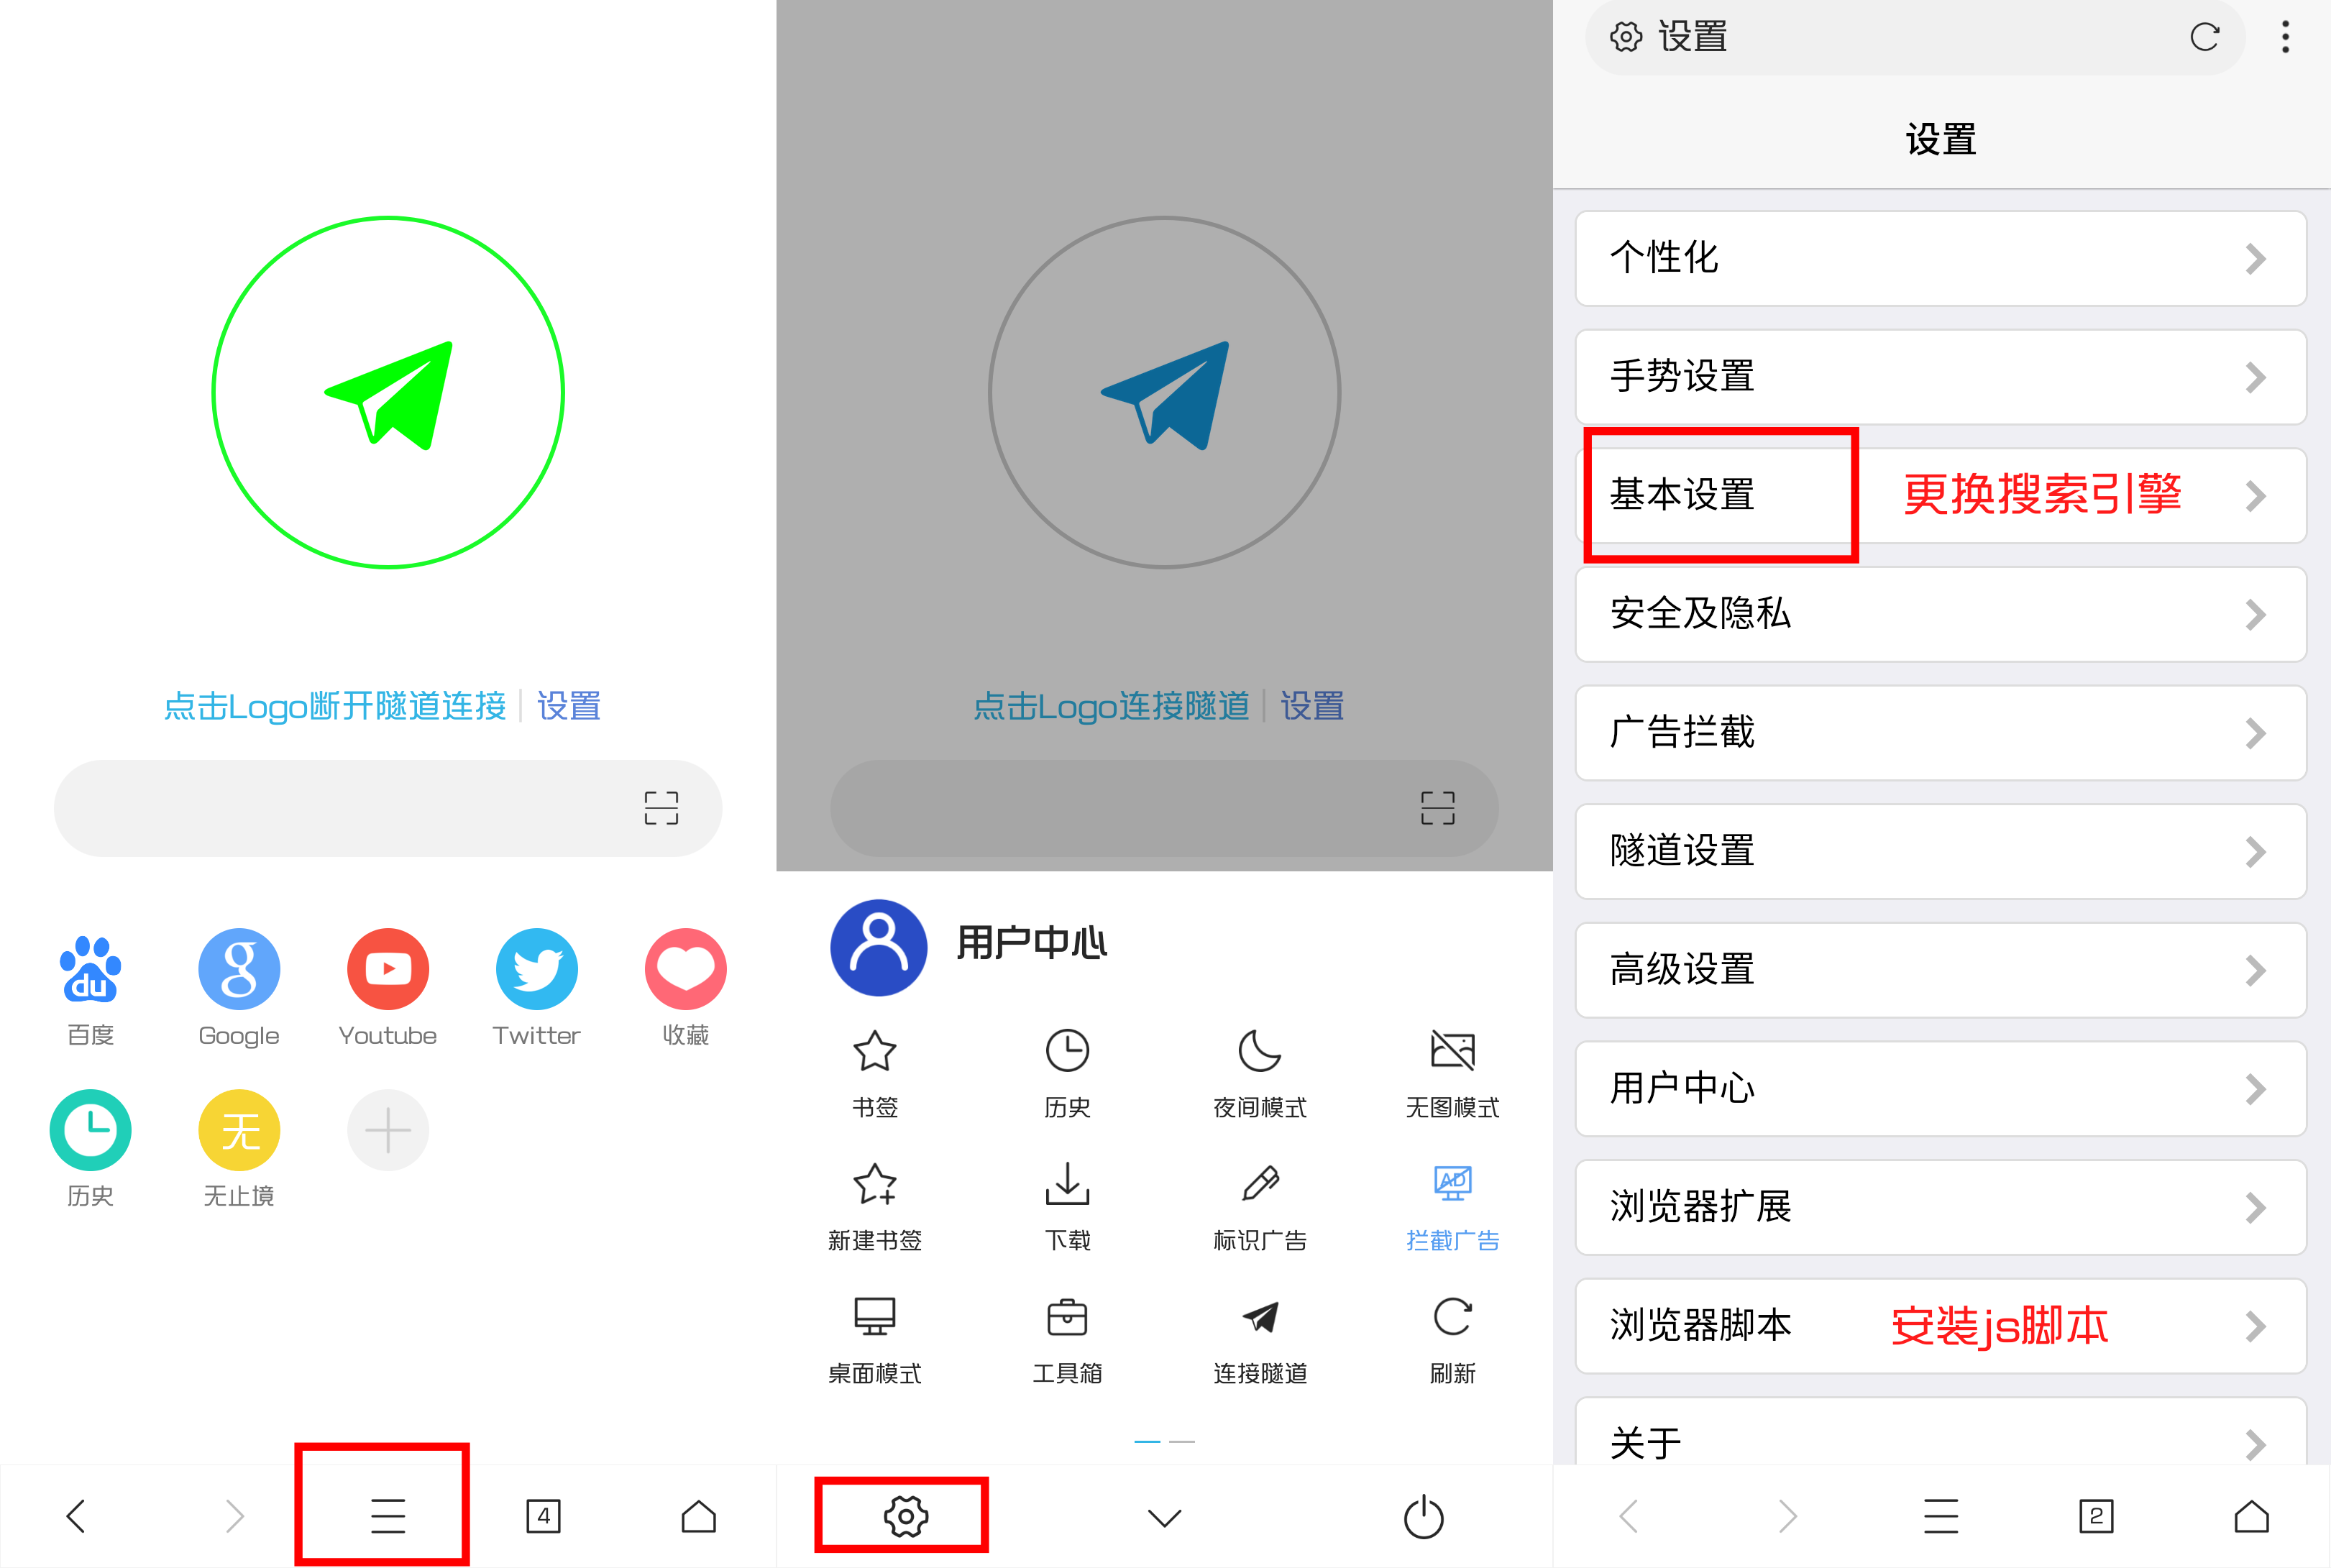 点击Logo断开隧道连接 | 设置
百度 Google Youtube Twitter 收藏
无
历史 无止境
4
点击Logo连接隧道 | 设置
用户中心
书签 历史 夜间模式 无图模式
AD
新建书签 下载 标识广告 拦截广告
桌面模式 工具箱 连接隧道 刷新
设置
设置
个性化
手势设置
基本设置 更换搜索引擎
安全及隐私
广告拦截
隧道设置
高级设置
用户中心
浏览器扩展
浏览器脚本 安装js脚本
关于
2